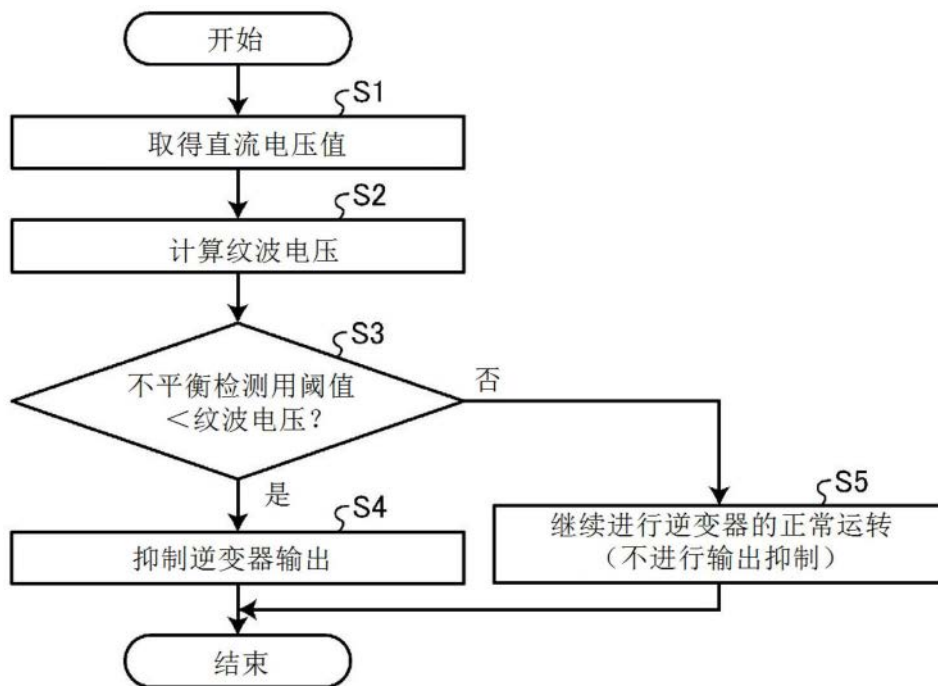 开始
S1
取得直流电压值
S2
计算纹波电压
S3
不平衡检测用阈值
<纹波电压?
否
是
S4
抑制逆变器输出
S5
继续进行逆变器的正常运转
(不进行输出抑制)
结束